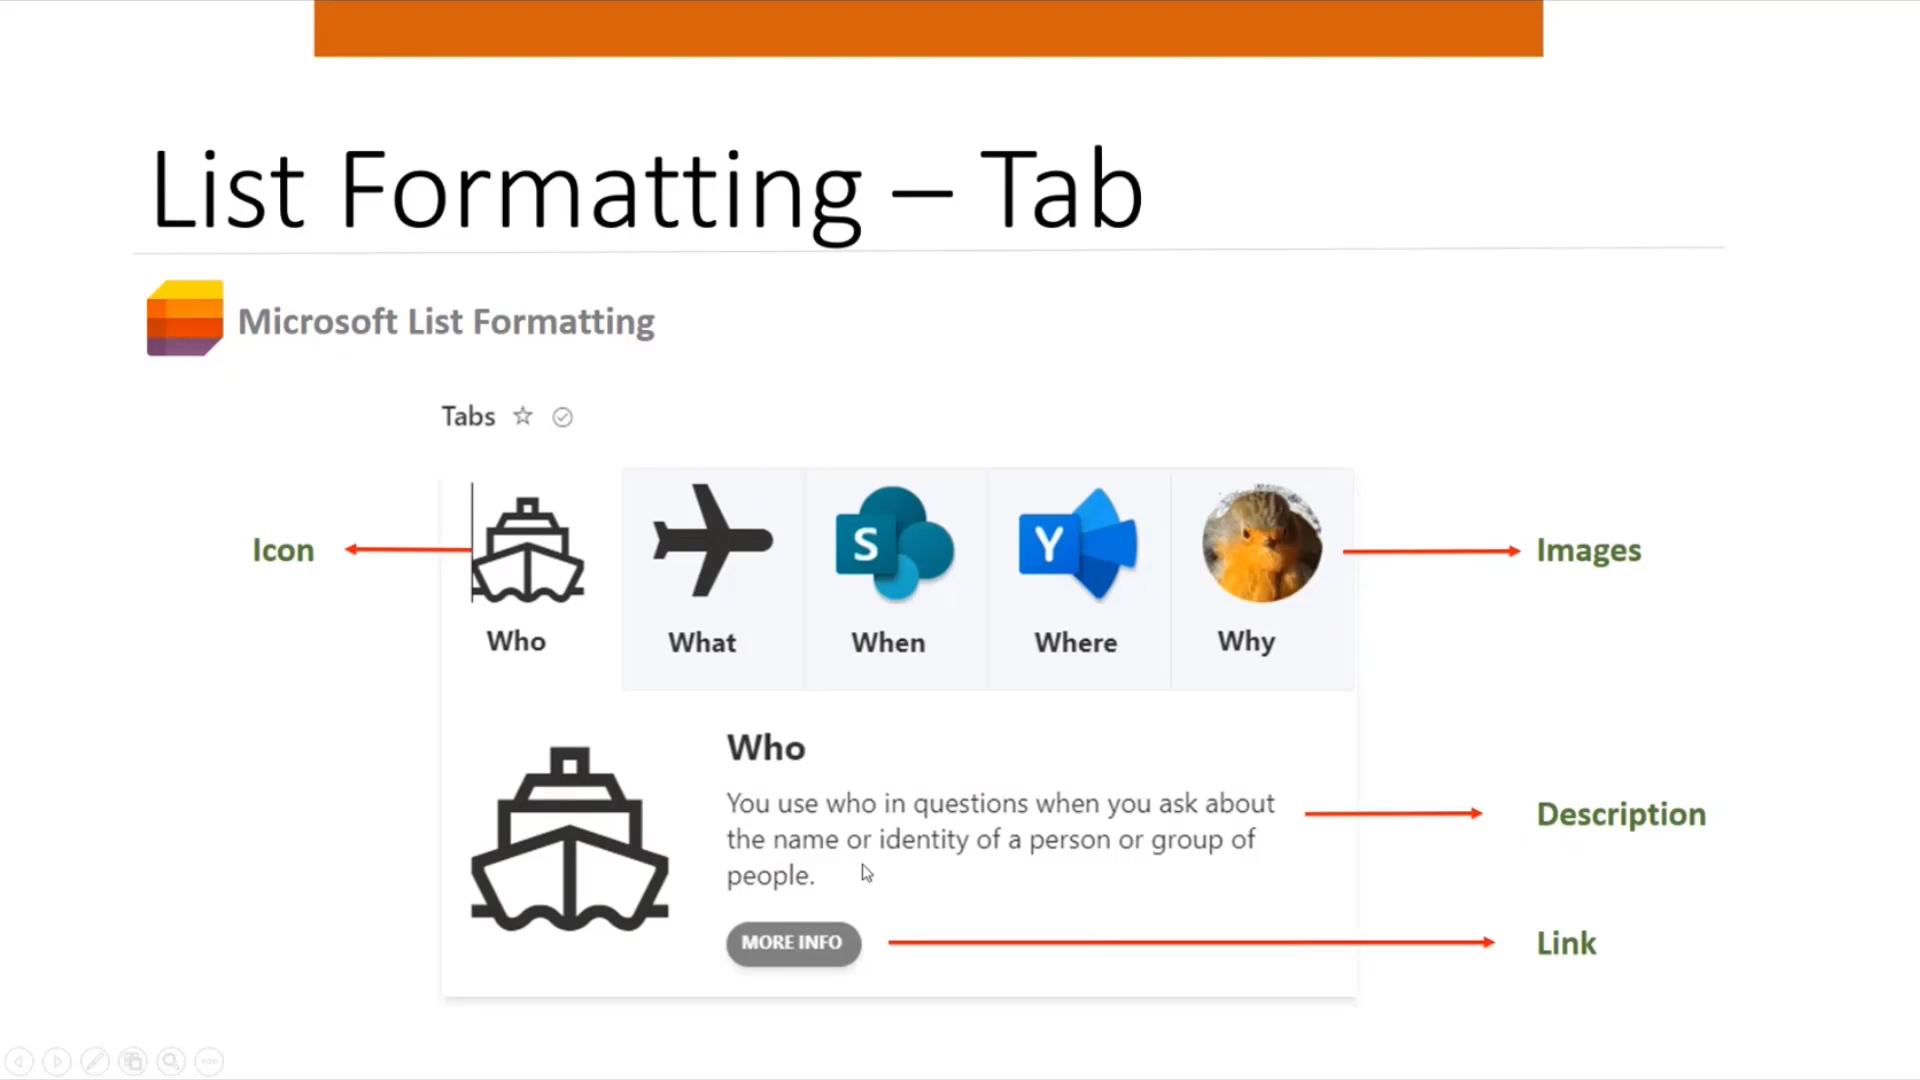 List Formatting – Tab
Microsoft List Formatting
Tabs
Icon
S
Y
Images
Who
What
When
Where
Why
Who
You use who in questions when you ask about
the name or identity of a person or group of
people.
Description
MORE INFO
Link